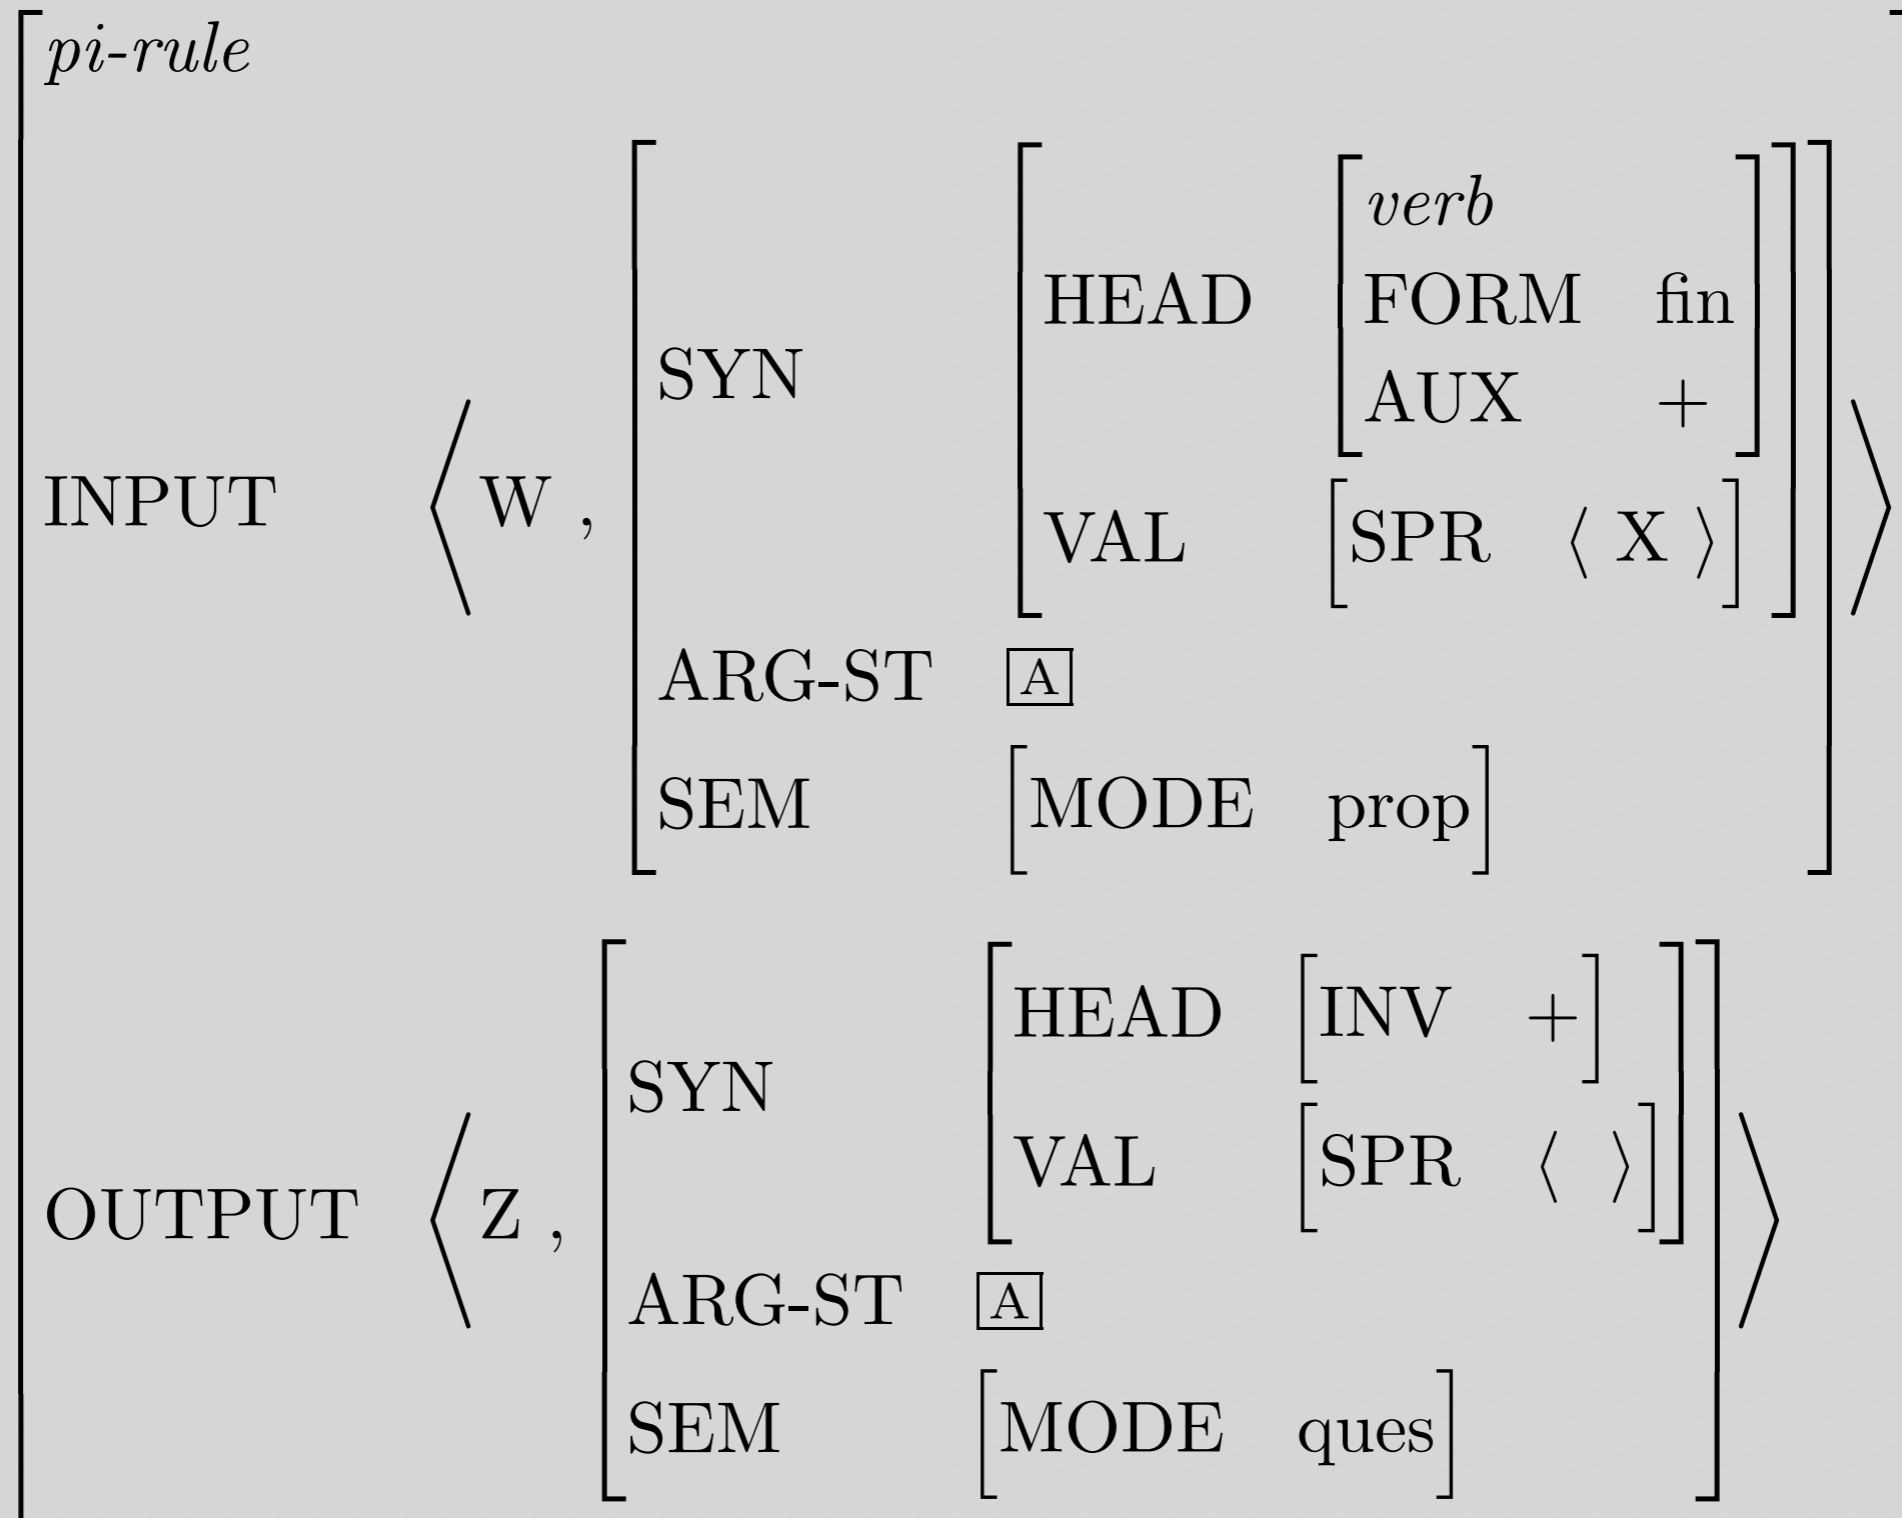 pi-rule
verb
HEAD FORM fin
SYN AUX +
INPUT ⟨ W , VAL [SPR ⟨ X ⟩] ⟩
ARG-ST A
SEM [MODE prop]
HEAD [INV +]
SYN
VAL [SPR ⟨ ⟩]
OUTPUT ⟨ Z , ⟩
ARG-ST A
SEM [MODE ques]